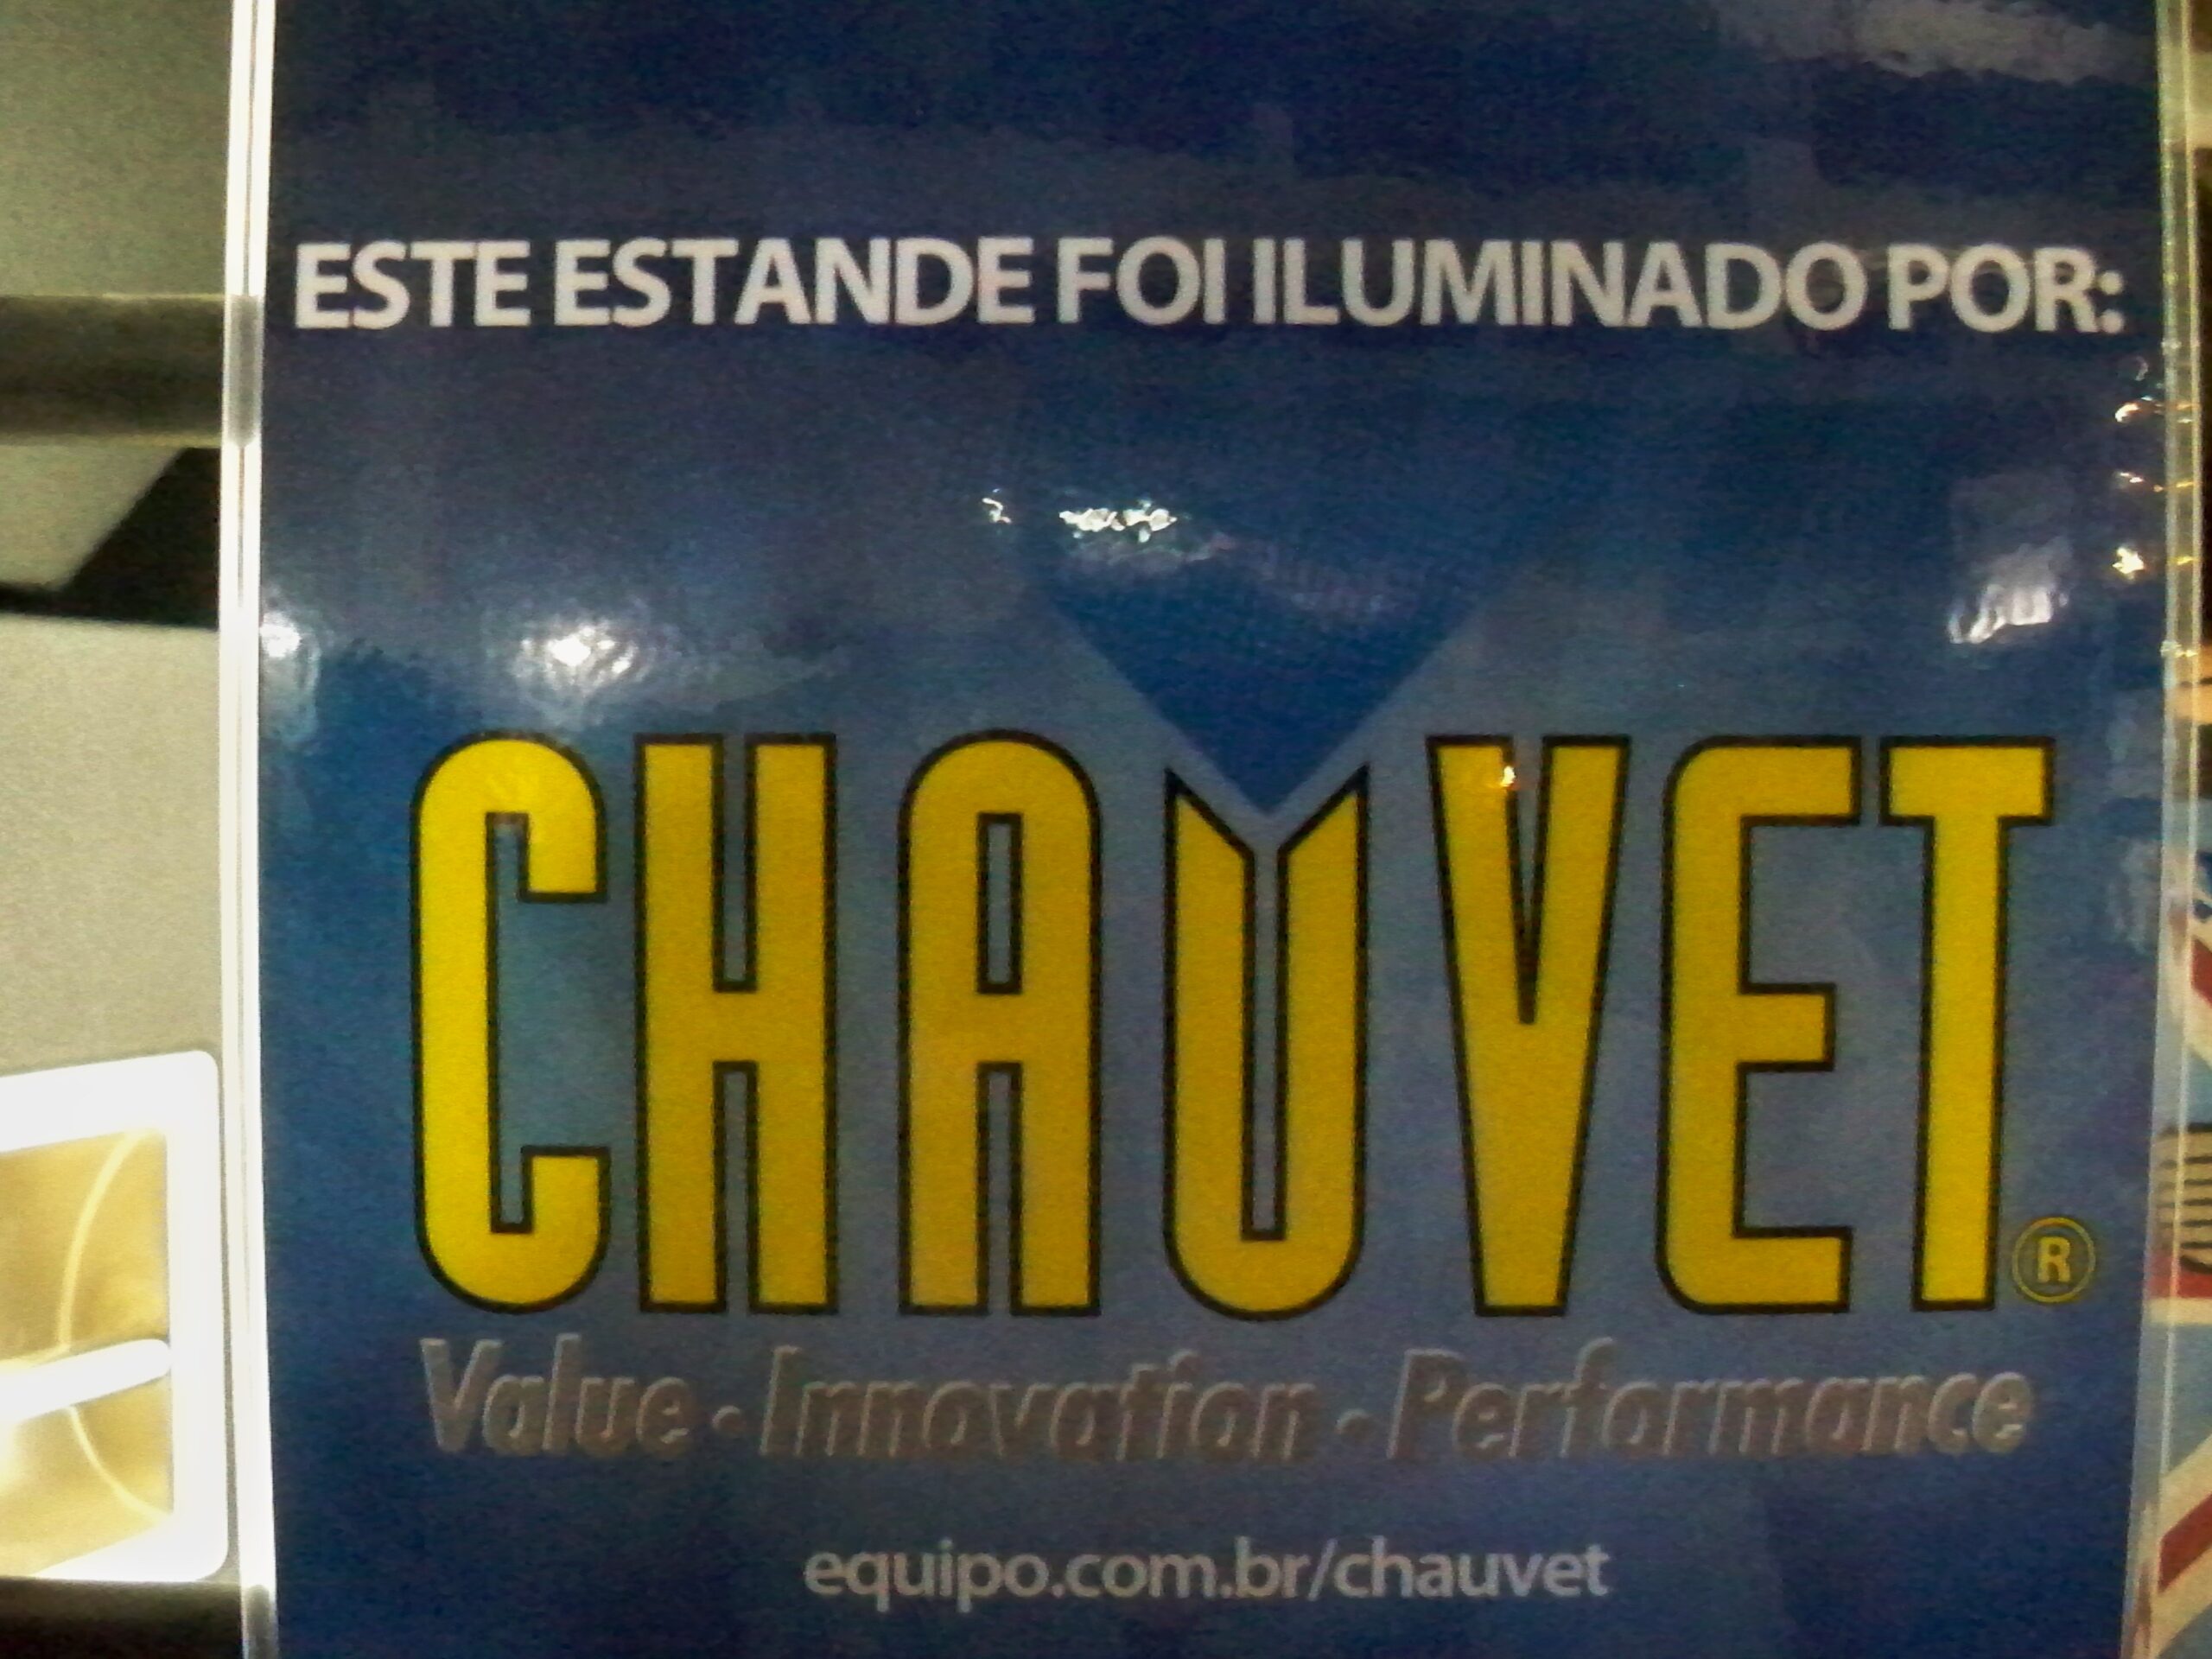 ESTE ESTANDE FOI ILUMINADO POR:
CHAUVET®
Value • Innovation • Performance
equipo.com.br/chauvet